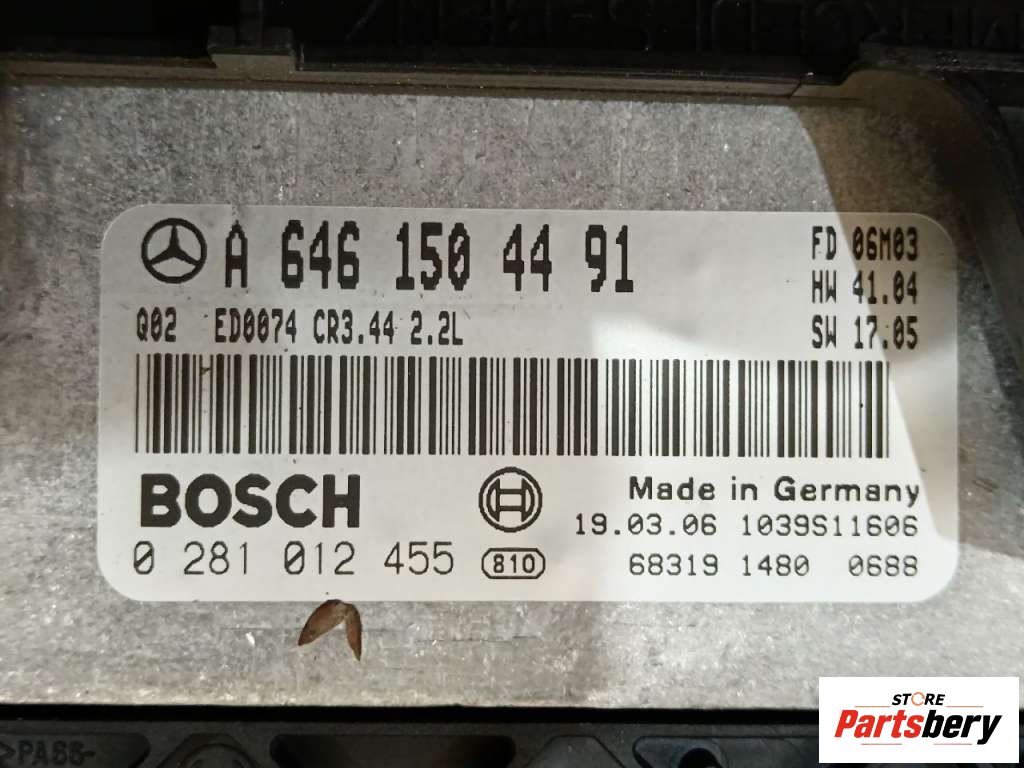 A 646 150 44 91
FD 06M03
HW 41.04
Q02 ED0074 CR3.44 2.2L
SW 17.05
BOSCH
Made in Germany
19.03.06 1039S11606
0 281 012 455 810
68319 1480 0688
>PA66-
STORE
Partsbery